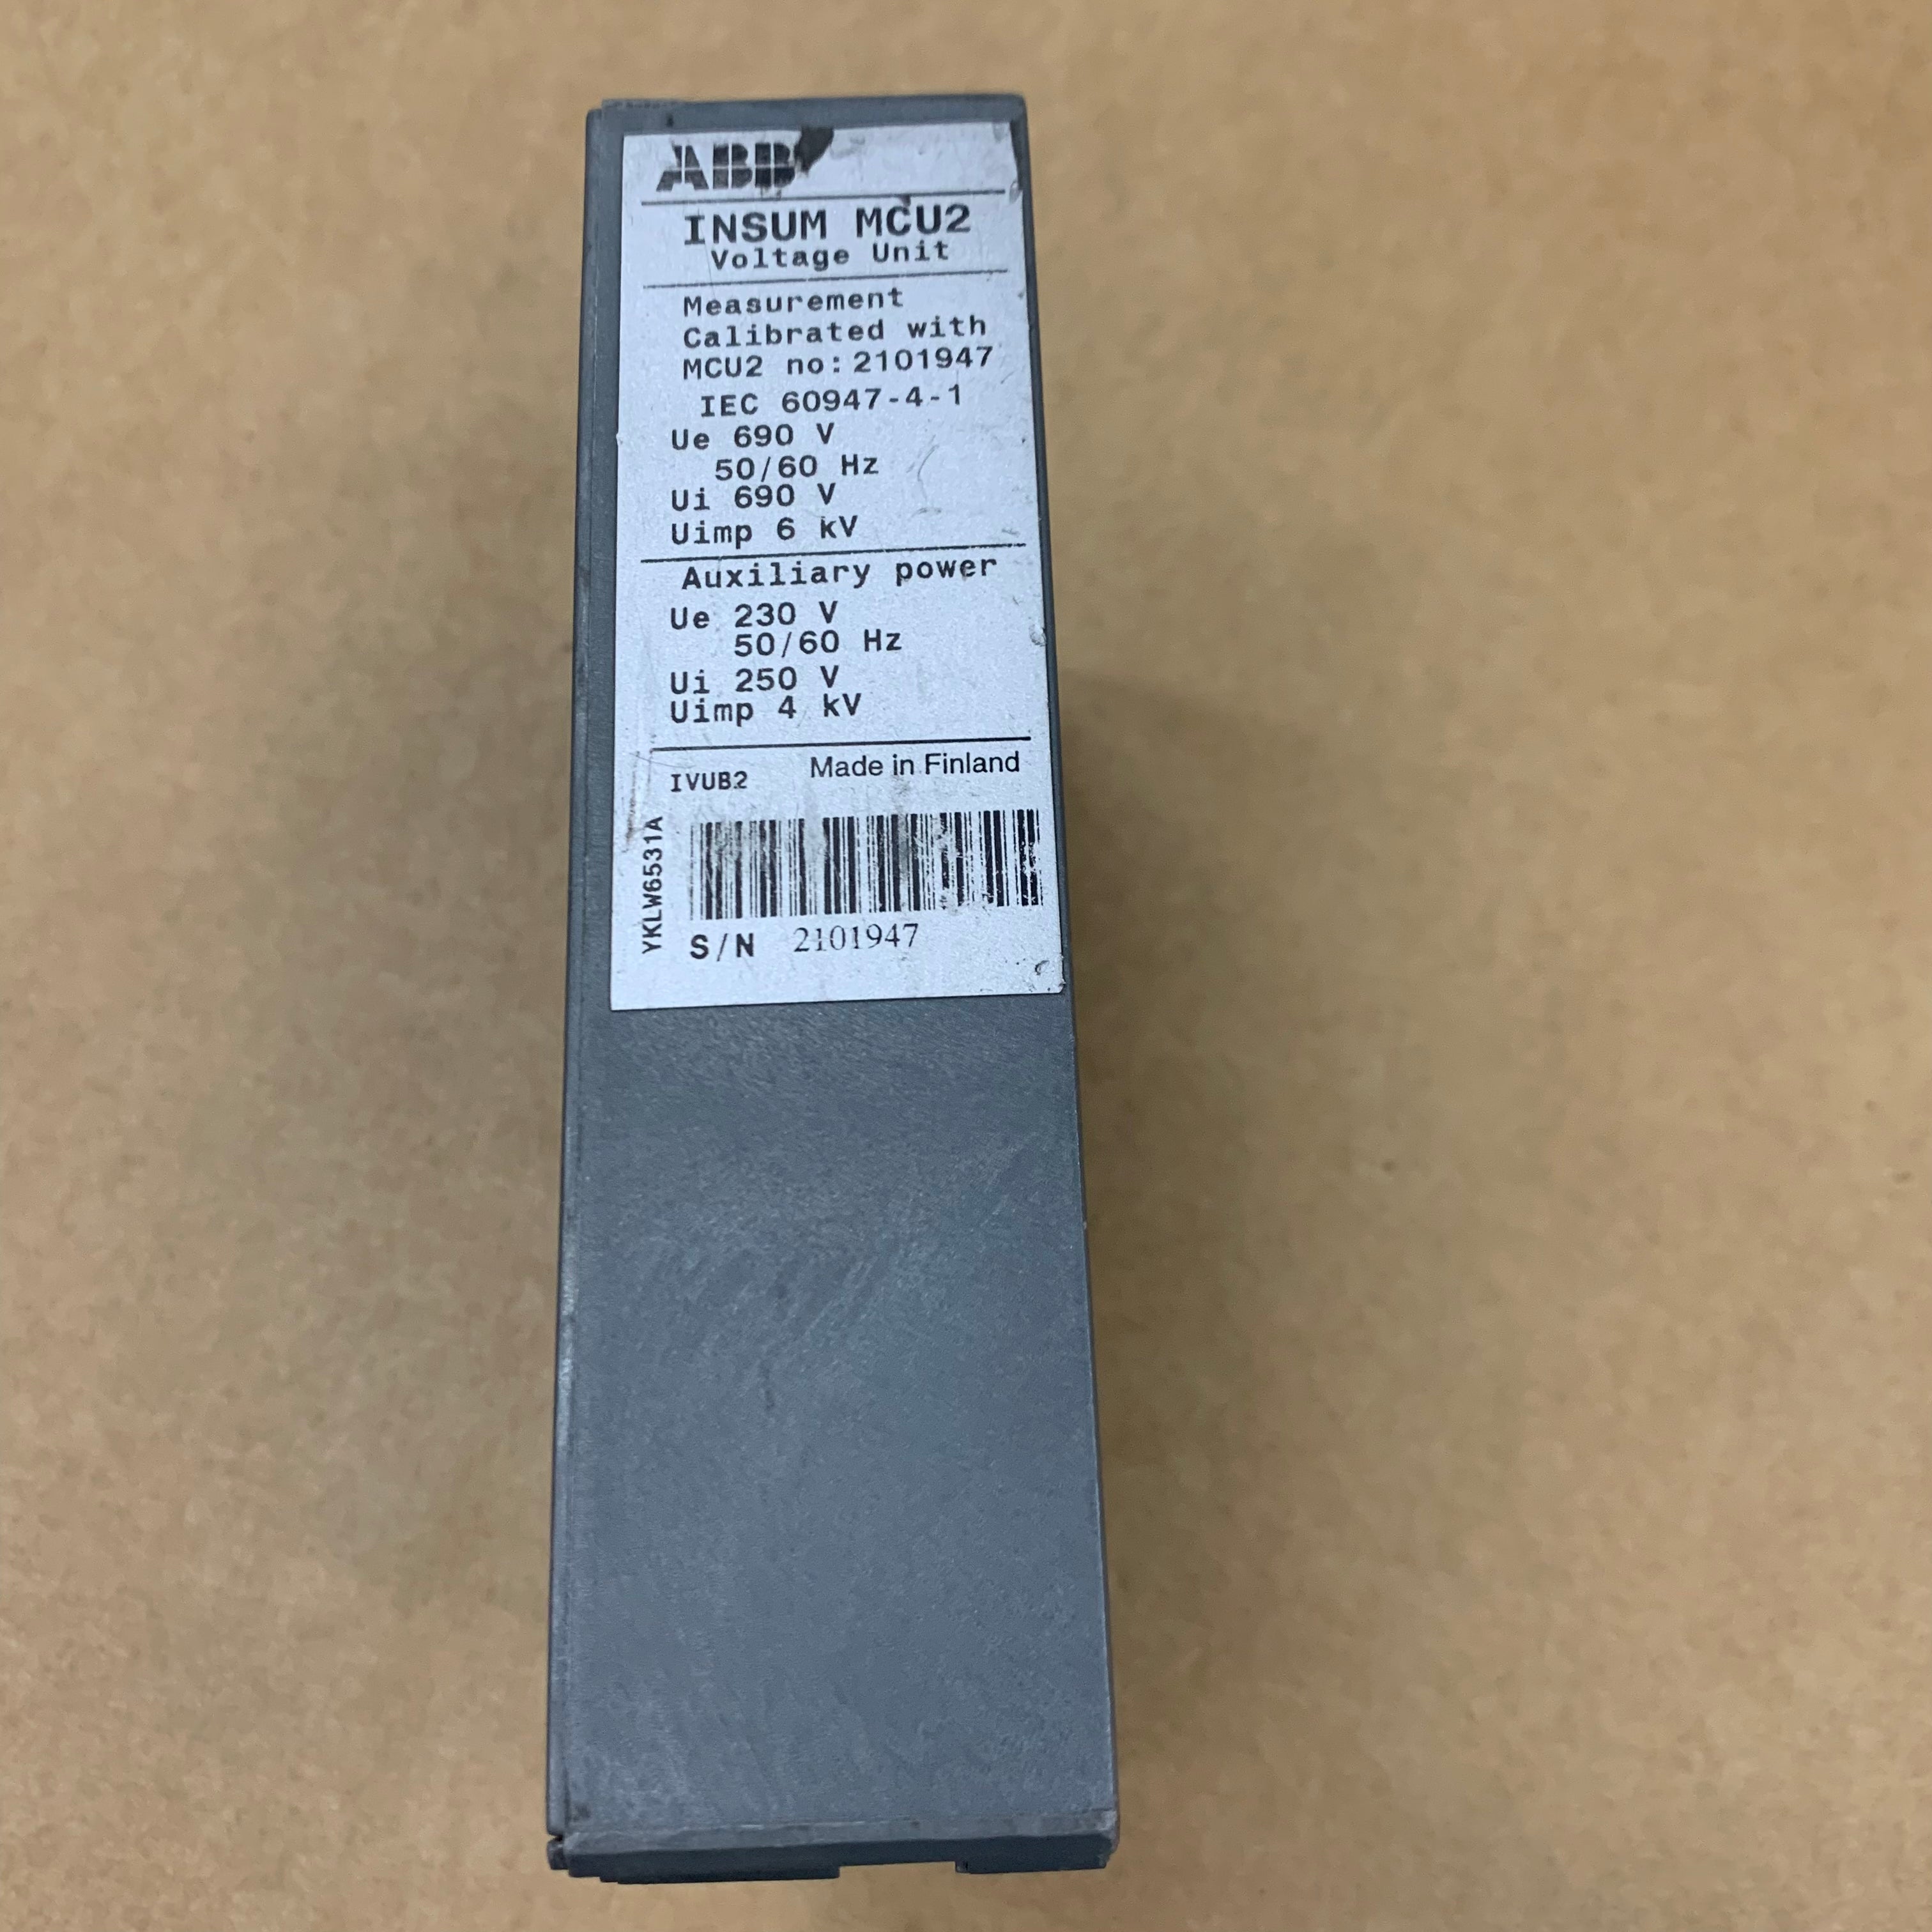 ABB
INSUM MCU2
Voltage Unit
Measurement
Calibrated with
MCU2 no:2101947
IEC 60947-4-1
Ue 690 V
50/60 Hz
Ui 690 V
Uimp 6 kV
Auxiliary power
Ue 230 V
50/60 Hz
Ui 250 V
Uimp 4 kV
IVUB2 Made in Finland
YKLW6531A
S/N 2101947